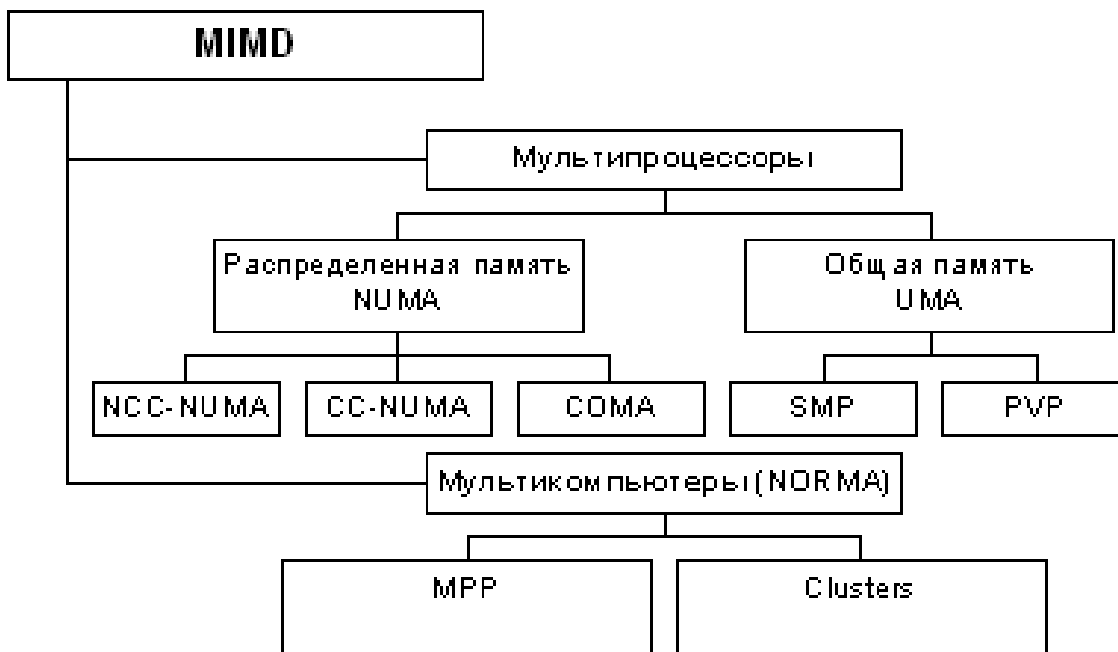 MIMD
Мультипроцессоры
Распределенная память
NUMA
Общая память
UMA
NCC-NUMA
CC-NUMA
COMA
SMP
PVP
Мультикомпьютеры (NORMA)
MPP
Clusters